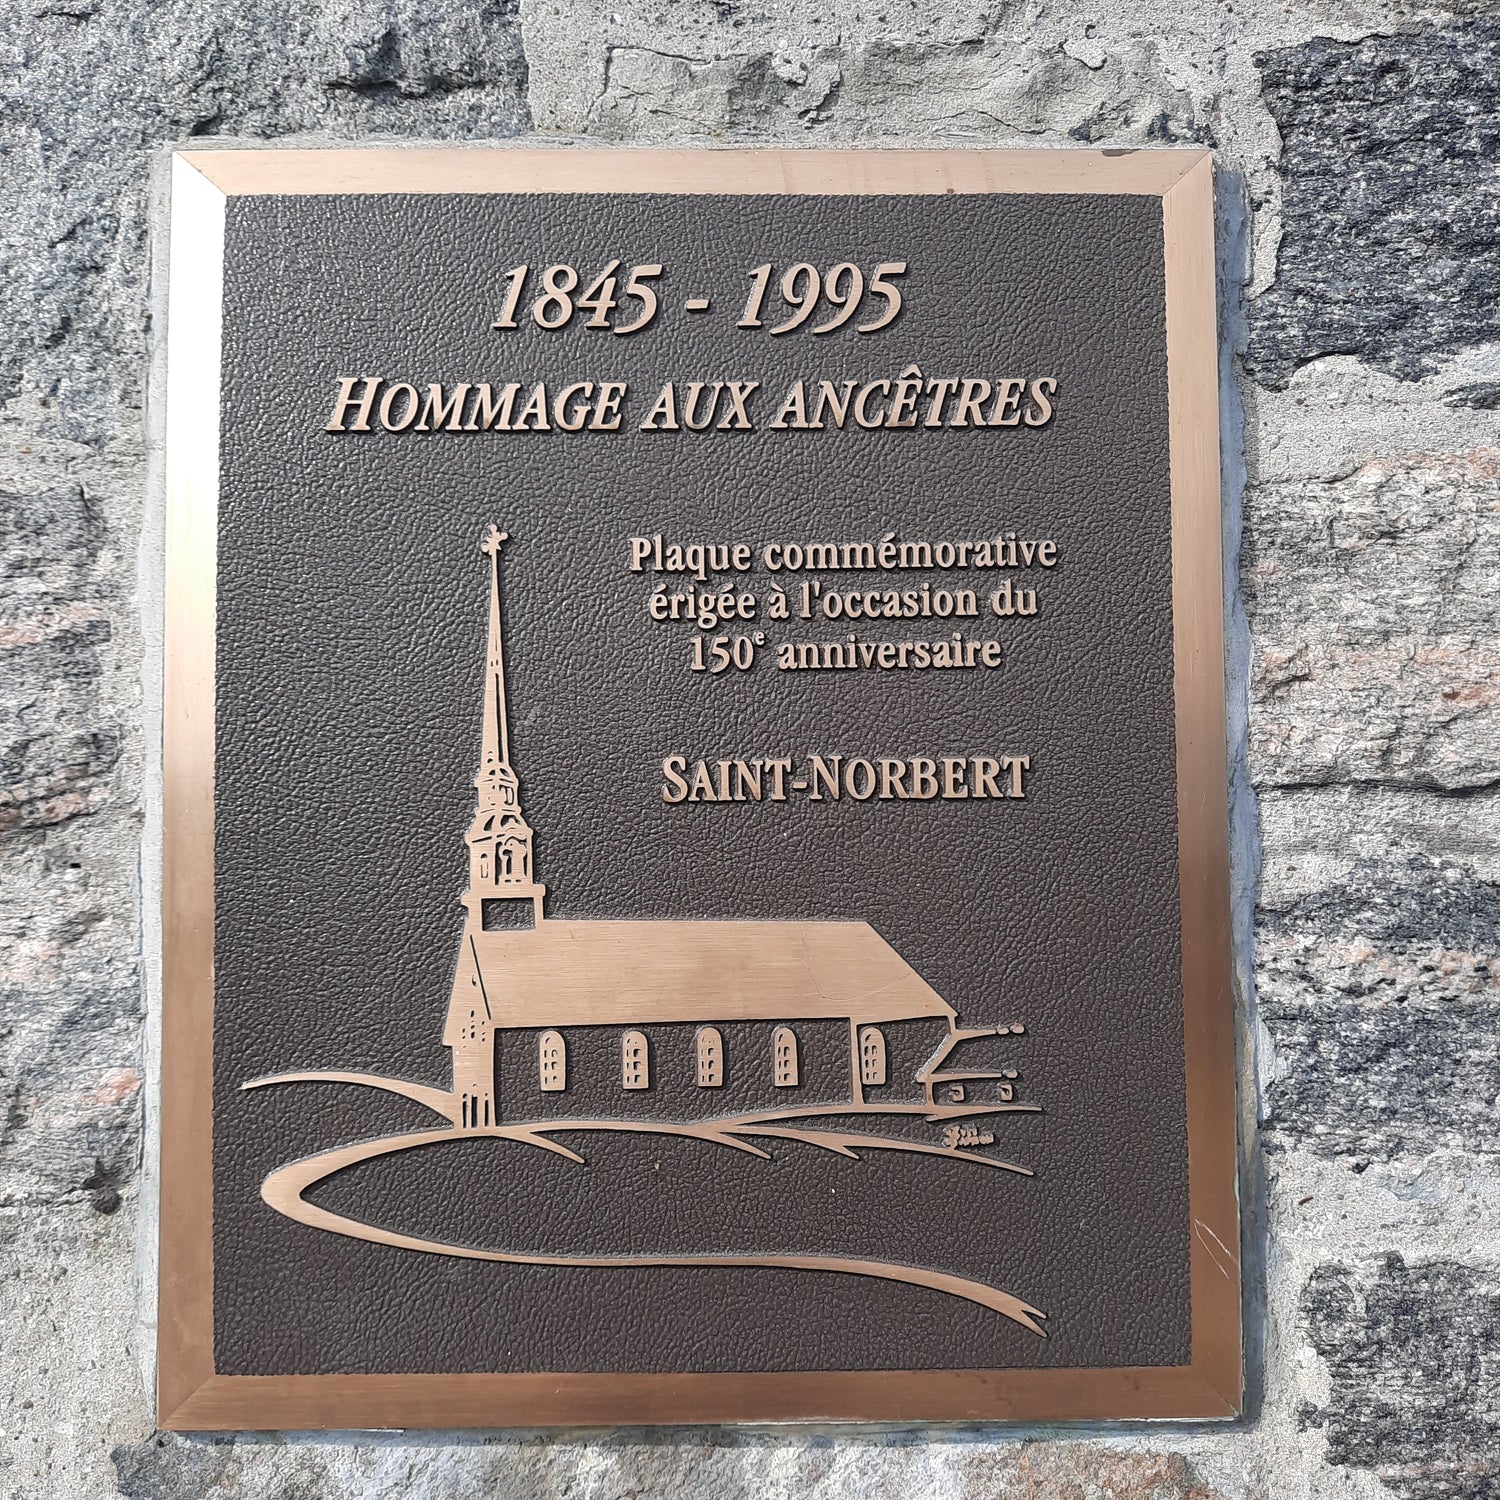 1845 - 1995
HOMMAGE AUX ANCÊTRES
Plaque commémorative
érigée à l'occasion du
150e anniversaire
SAINT-NORBERT